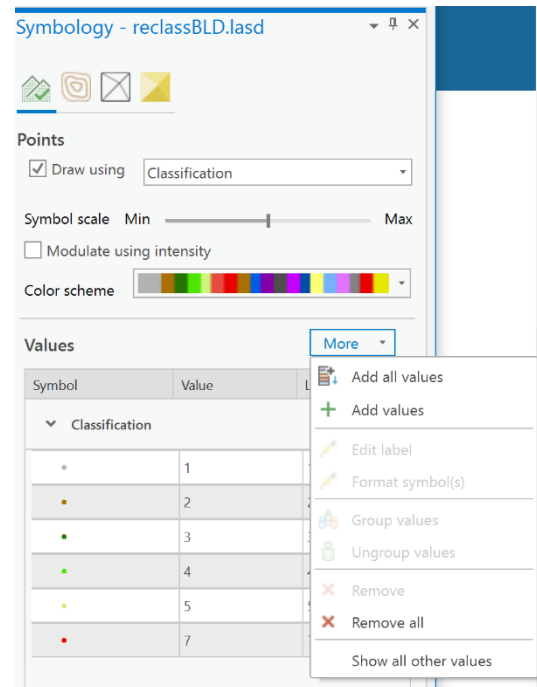 Symbology - reclassBLD.lasd
Points
Draw using Classification
Symbol scale Min Max
Modulate using intensity
Color scheme
Values More
Symbol Value L
Classification
1
2
3
4
5
7
Add all values
Add values
Edit label
Format symbol(s)
Group values
Ungroup values
Remove
Remove all
Show all other values